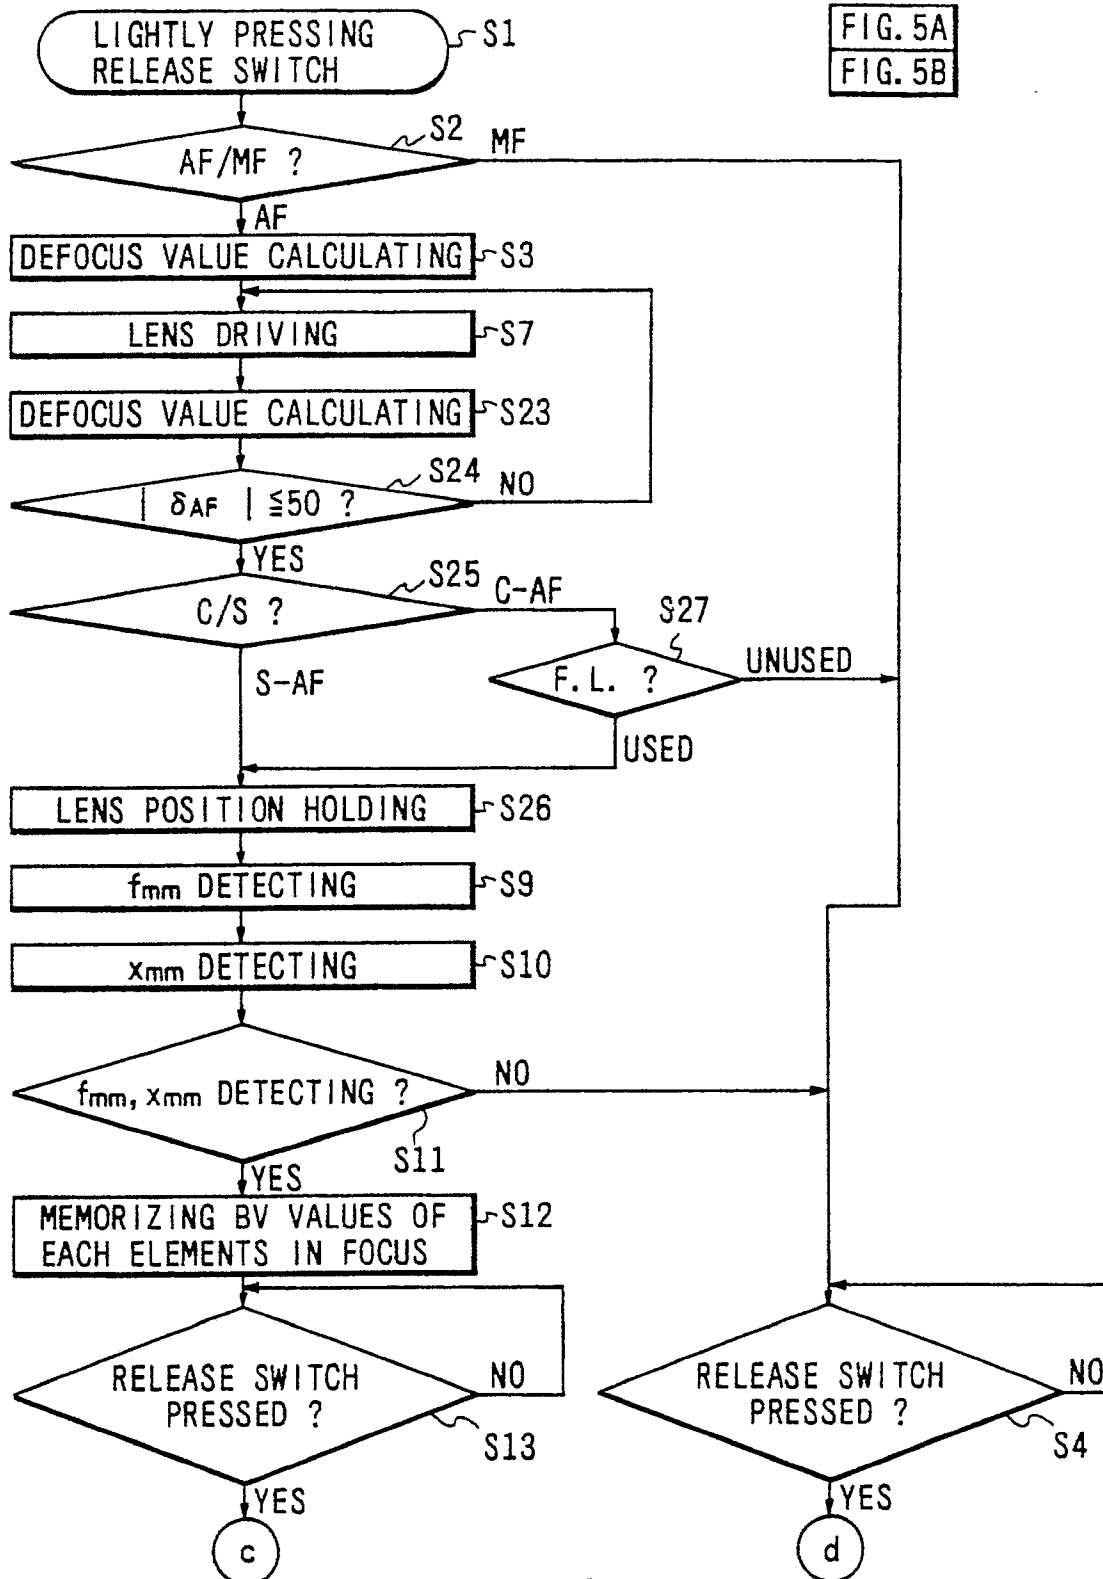 FIG. 5A
FIG. 5B
LIGHTLY PRESSING
RELEASE SWITCH
S1
AF/MF ?
S2
MF
AF
DEFOCUS VALUE CALCULATING
S3
LENS DRIVING
S7
DEFOCUS VALUE CALCULATING
S23
| δAF | ≦50 ?
S24
NO
YES
C/S ?
S25
C-AF
S27
F. L. ?
UNUSED
S-AF
USED
LENS POSITION HOLDING
S26
fmm DETECTING
S9
xmm DETECTING
S10
fmm, xmm DETECTING ?
NO
S11
YES
MEMORIZING BV VALUES OF
EACH ELEMENTS IN FOCUS
S12
RELEASE SWITCH
PRESSED ?
NO
S13
YES
c
RELEASE SWITCH
PRESSED ?
NO
S4
YES
d